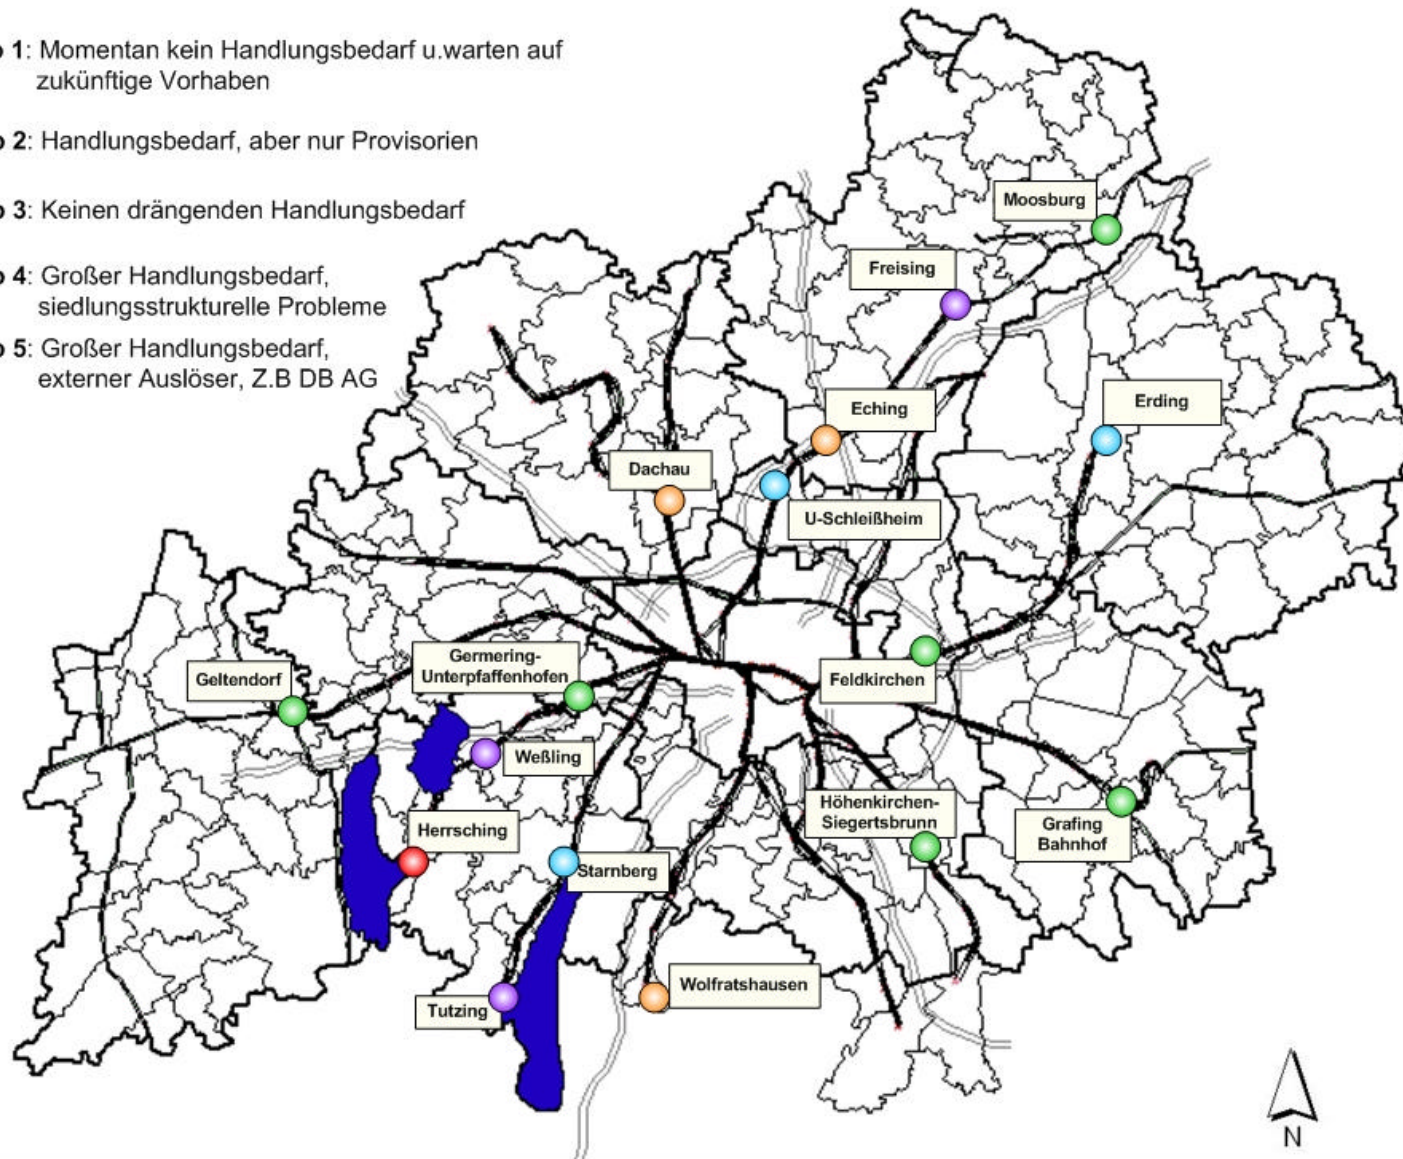 o 1: Momentan kein Handlungsbedarf u.warten auf
zukünftige Vorhaben
o 2: Handlungsbedarf, aber nur Provisorien
o 3: Keinen drängenden Handlungsbedarf
o 4: Großer Handlungsbedarf,
siedlungsstrukturelle Probleme
o 5: Großer Handlungsbedarf,
externer Auslöser, Z.B DB AG
Moosburg
Freising
Eching
Erding
Dachau
U-Schleißheim
Germering-
Unterpfaffenhofen
Geltendorf
Feldkirchen
Weßling
Höhenkirchen-
Siegertsbrunn
Herrsching
Grafing
Bahnhof
Starnberg
Wolfratshausen
Tutzing
N